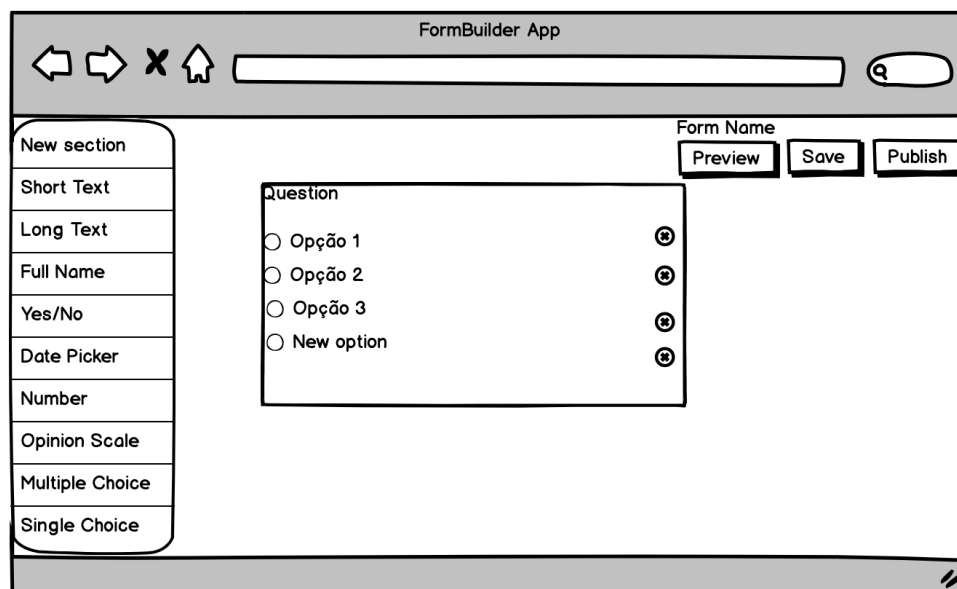 FormBuilder App
Form Name
Preview Save Publish
New section
Short Text
Long Text
Full Name
Yes/No
Date Picker
Number
Opinion Scale
Multiple Choice
Single Choice
Question
Opção 1
Opção 2
Opção 3
New option